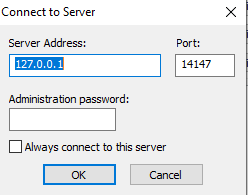 Connect to Server
Server Address: Port:
127.0.0.1 14147
Administration password:
Always connect to this server
OK Cancel